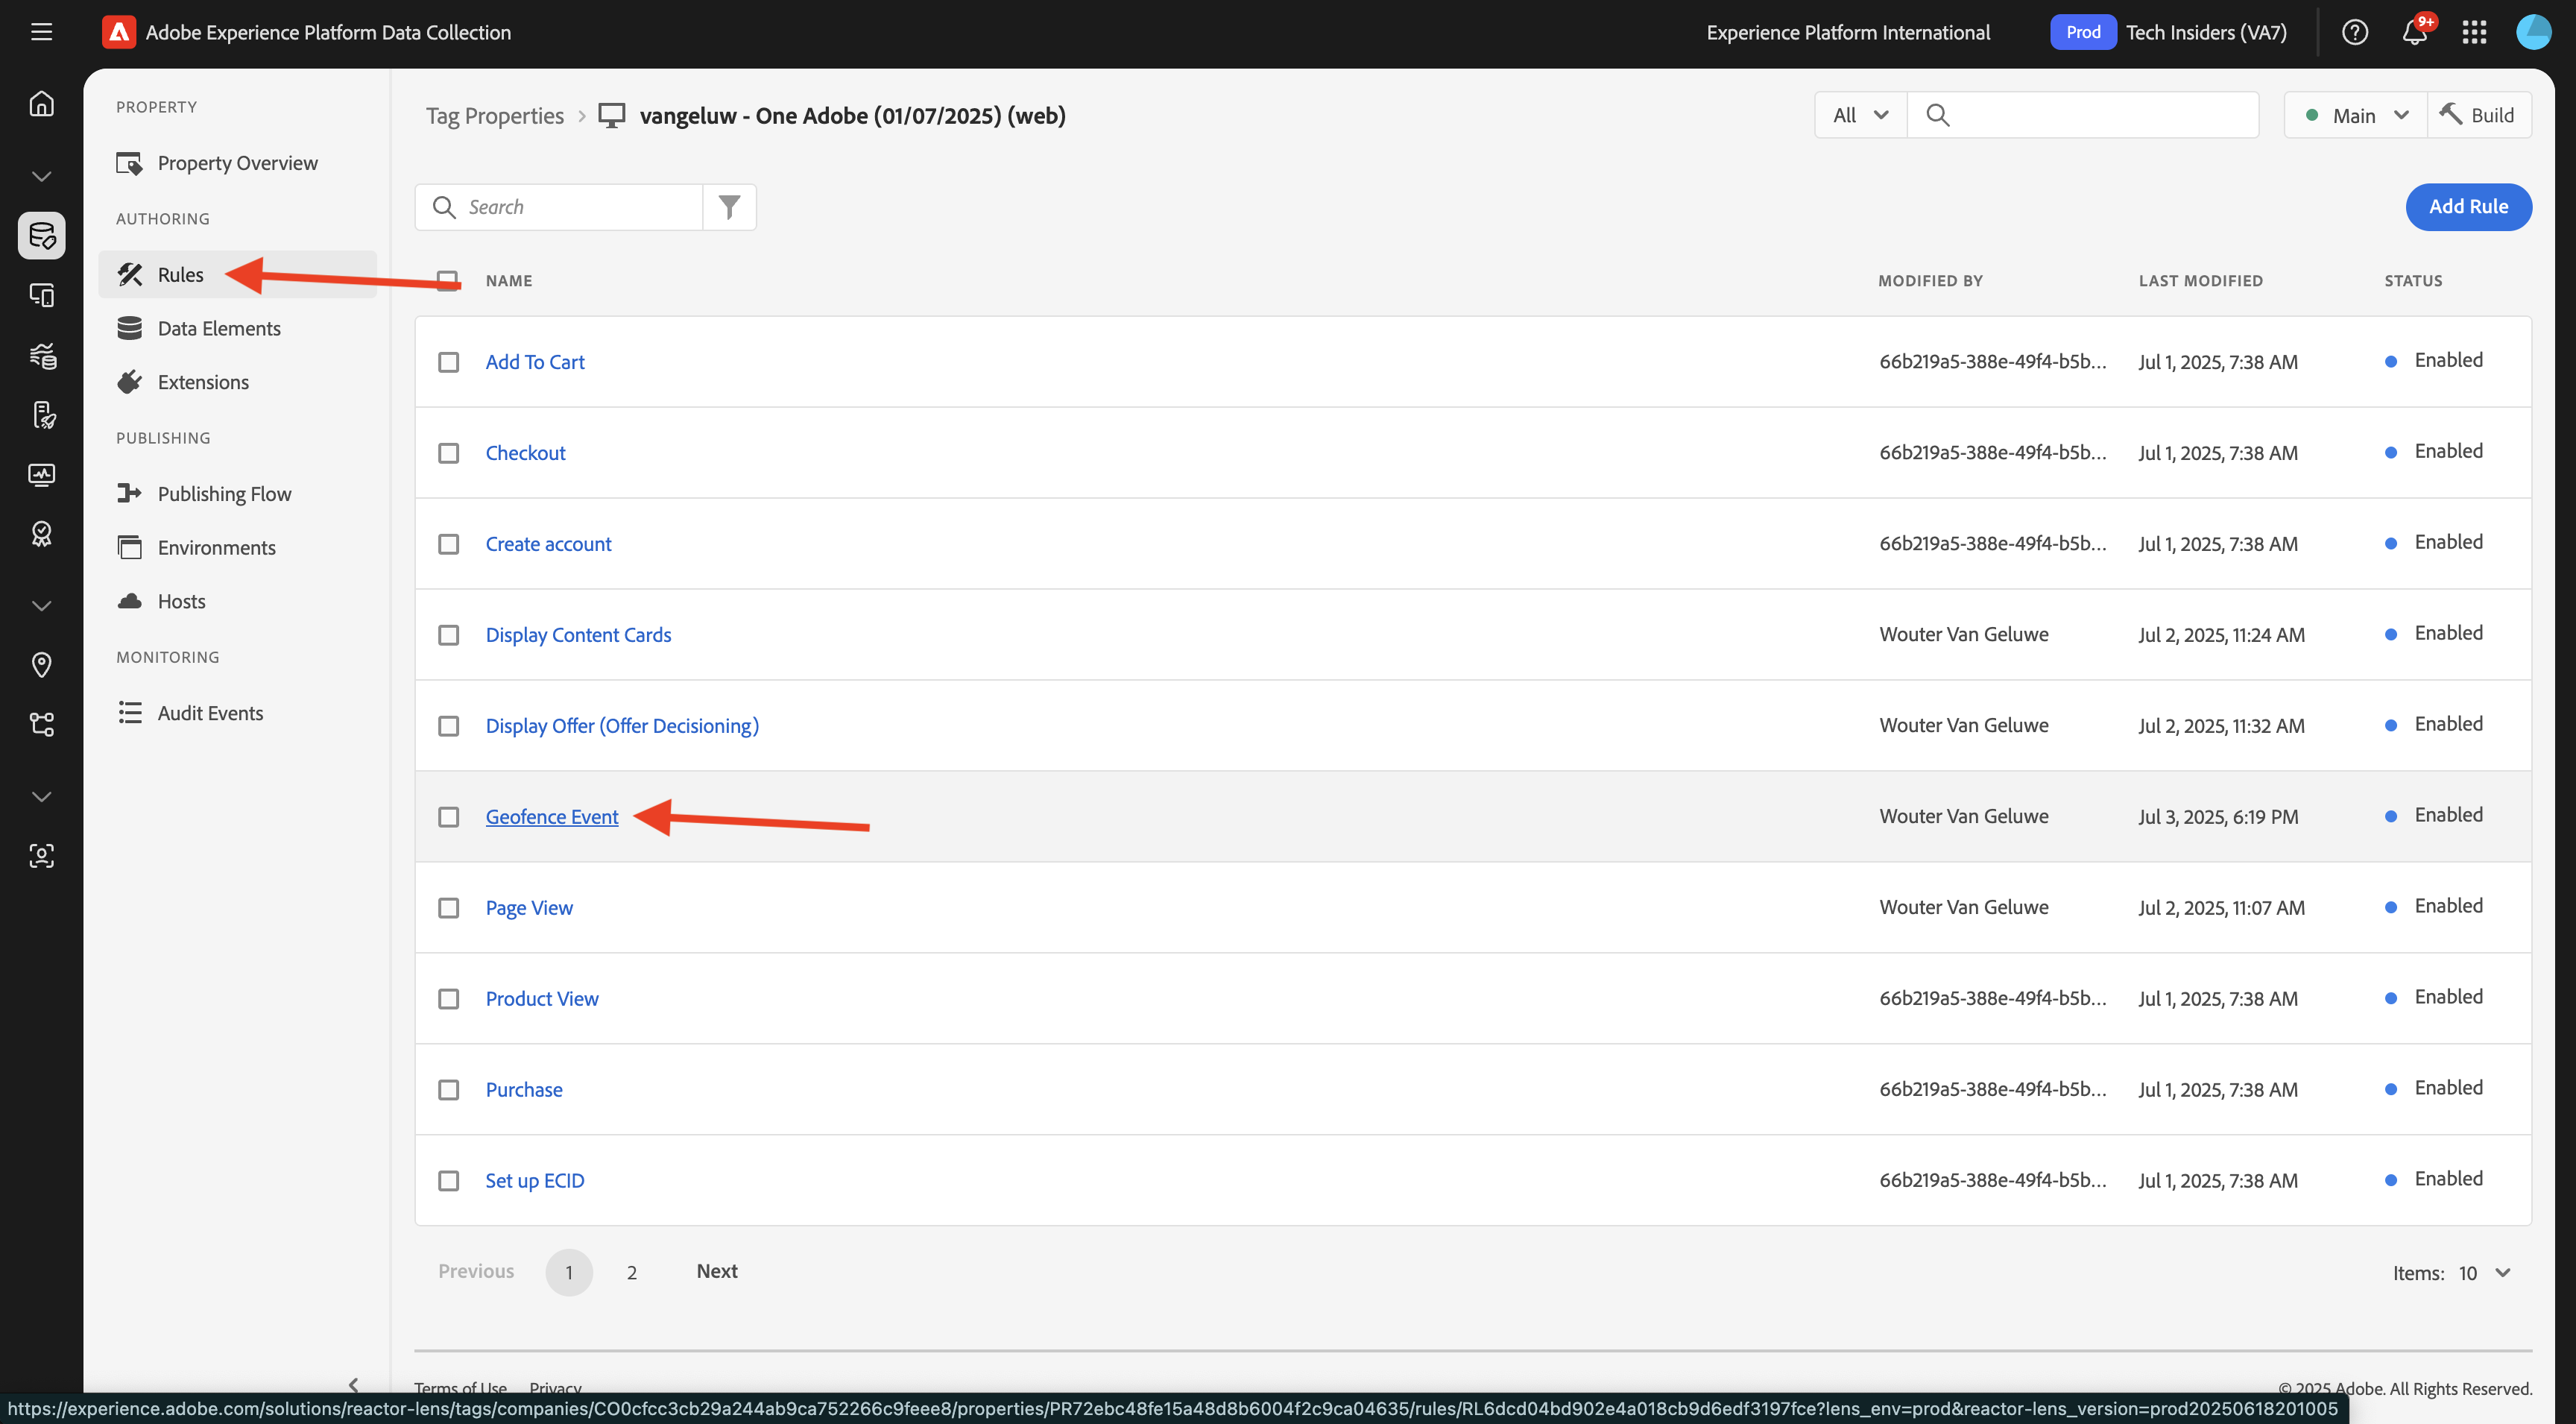 Adobe Experience Platform Data Collection
Experience Platform International
Prod
Tech Insiders (VA7)
9+
PROPERTY
Property Overview
AUTHORING
Rules
Data Elements
Extensions
PUBLISHING
Publishing Flow
Environments
Hosts
MONITORING
Audit Events
Tag Properties > vangeluw - One Adobe (01/07/2025) (web)
All
Main
Build
Search
Add Rule
NAME MODIFIED BY LAST MODIFIED STATUS
Add To Cart 66b219a5-388e-49f4-b5b... Jul 1, 2025, 7:38 AM Enabled
Checkout 66b219a5-388e-49f4-b5b... Jul 1, 2025, 7:38 AM Enabled
Create account 66b219a5-388e-49f4-b5b... Jul 1, 2025, 7:38 AM Enabled
Display Content Cards Wouter Van Geluwe Jul 2, 2025, 11:24 AM Enabled
Display Offer (Offer Decisioning) Wouter Van Geluwe Jul 2, 2025, 11:32 AM Enabled
Geofence Event Wouter Van Geluwe Jul 3, 2025, 6:19 PM Enabled
Page View Wouter Van Geluwe Jul 2, 2025, 11:07 AM Enabled
Product View 66b219a5-388e-49f4-b5b... Jul 1, 2025, 7:38 AM Enabled
Purchase 66b219a5-388e-49f4-b5b... Jul 1, 2025, 7:38 AM Enabled
Set up ECID 66b219a5-388e-49f4-b5b... Jul 1, 2025, 7:38 AM Enabled
Previous 1 2 Next
Items: 10
Terms of Use Privacy
© 2025 Adobe. All Rights Reserved.
https://experience.adobe.com/solutions/reactor-lens/tags/companies/CO0cfcc3cb29a244ab9ca752266c9feee8/properties/PR72ebc48fe15a48d8b6004f2c9ca04635/rules/RL6dcd04bd902e4a018cb9d6edf3197fce?lens_env=prod&reactor-lens_version=prod20250618201005